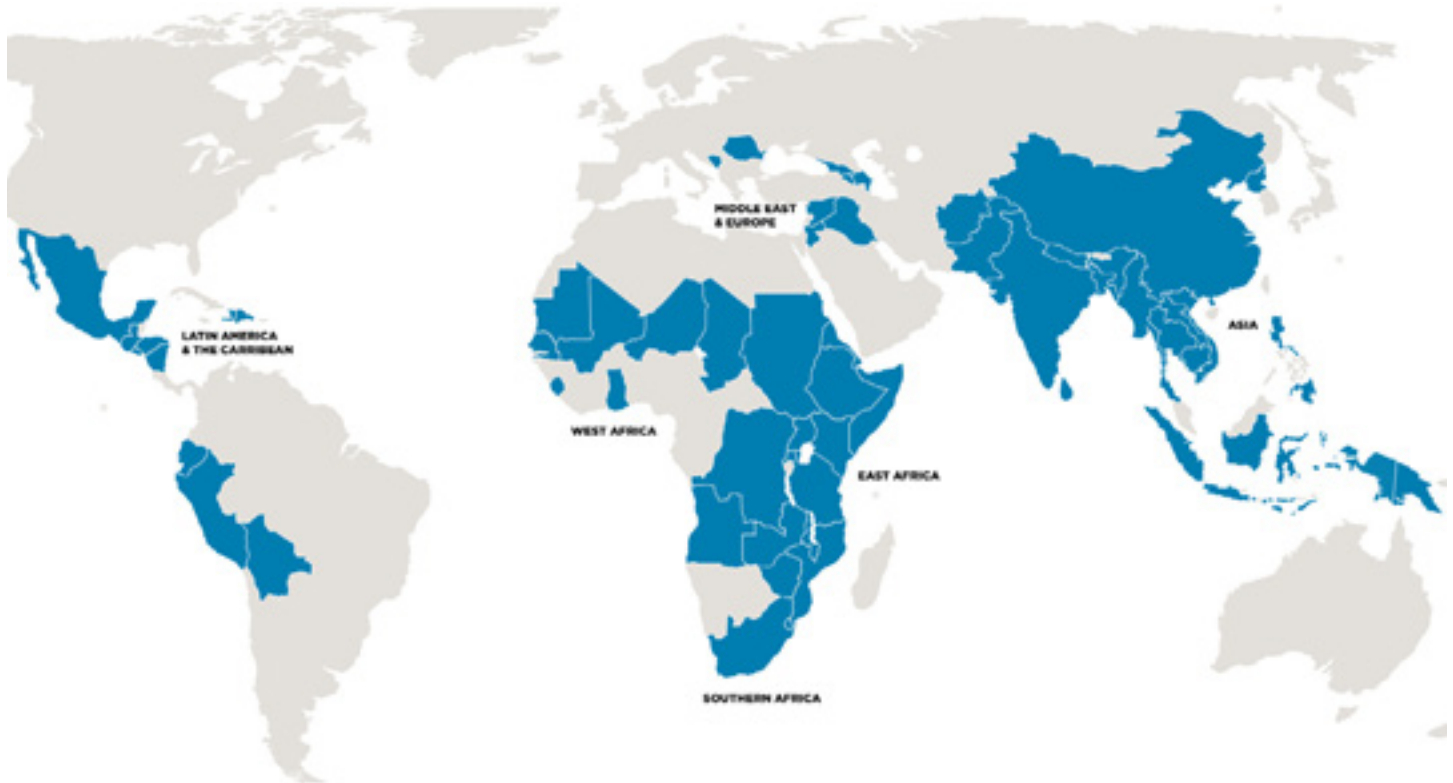 MIDDLE EAST
& EUROPE
LATIN AMERICA
& THE CARRIBEAN
ASIA
WEST AFRICA
EAST AFRICA
SOUTHERN AFRICA